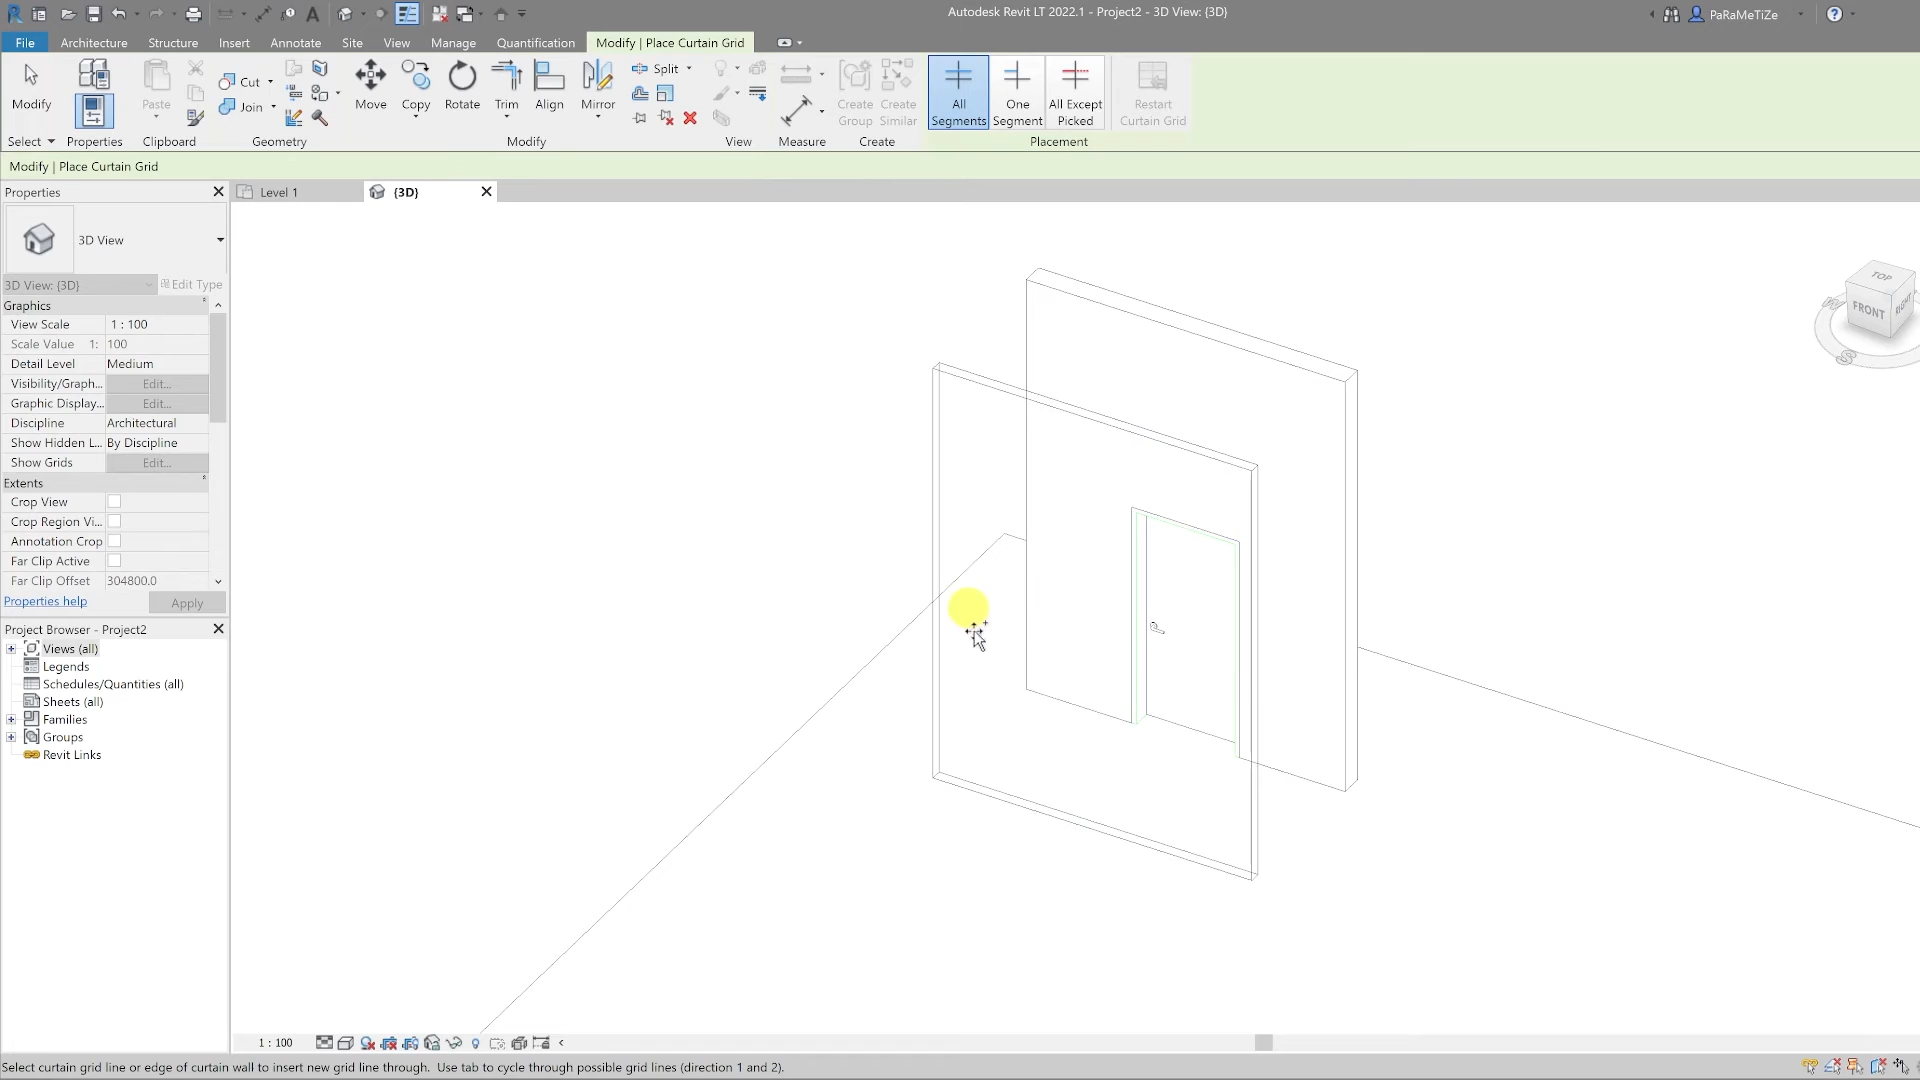 Autodesk Revit LT 2022.1 - Project2 - 3D View: {3D}
PaRaMeTiZe
File
Architecture
Structure
Insert
Annotate
Site
View
Manage
Quantification
Modify | Place Curtain Grid
Modify
Paste
Cut
Join
Move
Copy
Rotate
Trim
Align
Mirror
Split
Create Group
Create Similar
All Segments
One Segment
All Except Picked
Restart Curtain Grid
Select
Properties
Clipboard
Geometry
Modify
View
Measure
Create
Placement
Modify | Place Curtain Grid
Properties
Level 1
{3D}
3D View
3D View: {3D}
Edit Type
Graphics
View Scale 1 : 100
Scale Value 1: 100
Detail Level Medium
Visibility/Graph... Edit...
Graphic Display... Edit...
Discipline Architectural
Show Hidden L... By Discipline
Show Grids Edit...
Extents
Crop View
Crop Region Vi...
Annotation Crop
Far Clip Active
Far Clip Offset 304800.0
Properties help
Apply
Project Browser - Project2
Views (all)
Legends
Schedules/Quantities (all)
Sheets (all)
Families
Groups
Revit Links
TOP
FRONT
RIGHT
W
S
1 : 100
Select curtain grid line or edge of curtain wall to insert new grid line through. Use tab to cycle through possible grid lines (direction 1 and 2).